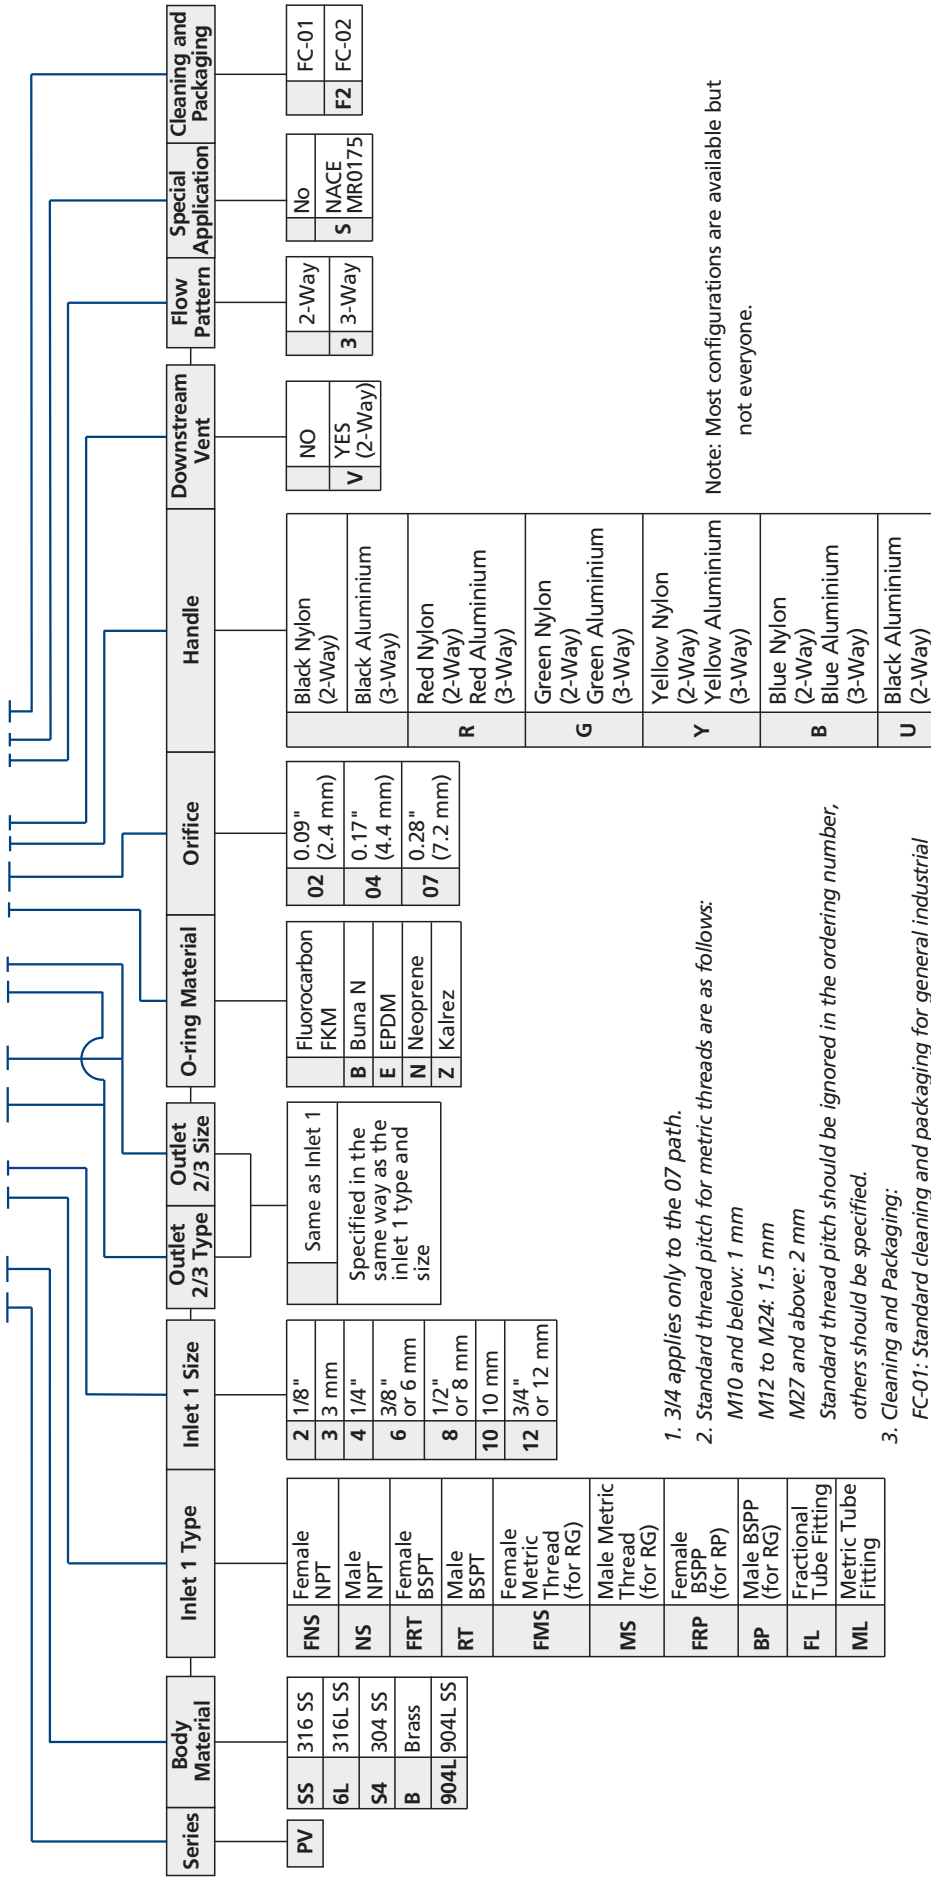 Series
Body
Material
Inlet 1 Type
Inlet 1 Size
Outlet
2/3 Type
Outlet
2/3 Size
O-ring Material
Orifice
Handle
Downstream
Vent
Flow
Pattern
Special
Application
Cleaning and
Packaging
PV
SS 316 SS
6L 316L SS
S4 304 SS
B Brass
904L 904L SS
FNS Female
NPT
NS Male
NPT
FRT Female
BSPT
RT Male
BSPT
FMS Female
Metric
Thread
(for RG)
MS Male Metric
Thread
(for RG)
FRP Female
BSPP
(for RP)
BP Male BSPP
(for RG)
FL Fractional
Tube Fitting
ML Metric Tube
Fitting
2 1/8"
3 3 mm
4 1/4"
6 3/8"
or 6 mm
8 1/2"
or 8 mm
10 10 mm
12 3/4"
or 12 mm
Same as Inlet 1
Specified in the
same way as the
inlet 1 type and
size
Fluorocarbon
FKM
B Buna N
E EPDM
N Neoprene
Z Kalrez
02 0.09"
(2.4 mm)
04 0.17"
(4.4 mm)
07 0.28"
(7.2 mm)
Black Nylon
(2-Way)
Black Aluminium
(3-Way)
R Red Nylon
(2-Way)
Red Aluminium
(3-Way)
G Green Nylon
(2-Way)
Green Aluminium
(3-Way)
Y Yellow Nylon
(2-Way)
Yellow Aluminium
(3-Way)
B Blue Nylon
(2-Way)
Blue Aluminium
(3-Way)
U Black Aluminium
(2-Way)
NO
V YES
(2-Way)
2-Way
3 3-Way
No
S NACE
MR0175
FC-01
F2 FC-02
1. 3/4 applies only to the 07 path.
2. Standard thread pitch for metric threads are as follows:
M10 and below: 1 mm
M12 to M24: 1.5 mm
M27 and above: 2 mm
Standard thread pitch should be ignored in the ordering number,
others should be specified.
3. Cleaning and Packaging:
FC-01: Standard cleaning and packaging for general industrial
Note: Most configurations are available but
not everyone.